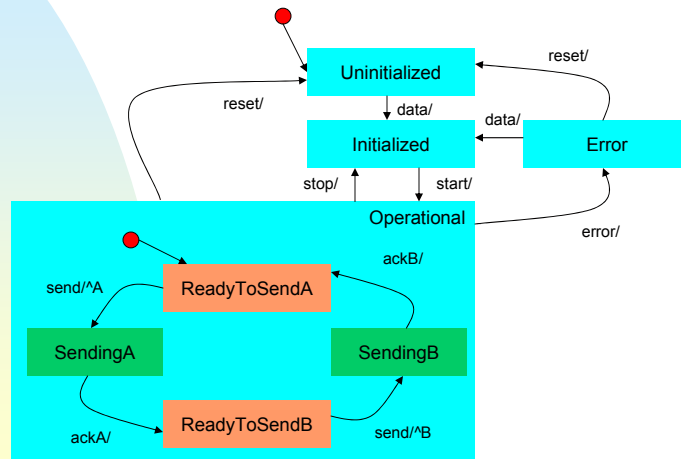 reset/
Uninitialized
reset/
data/
data/
Initialized
Error
stop/
start/
Operational
error/
ackB/
send/^A
ReadyToSendA
SendingA
SendingB
ReadyToSendB
ackA/
send/^B